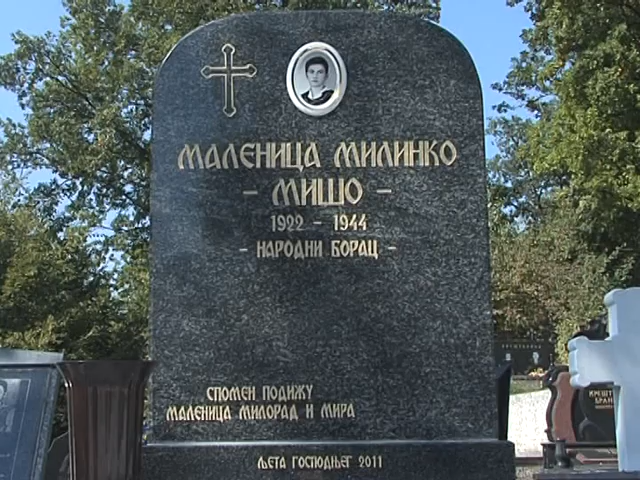 МАЛЕНИЦА МИЛИНКО
- МИШО -
1922 - 1944
- НАРОДНИ БОРАЦ -
СПОМЕН ПОДИЖУ
МАЛЕНИЦА МИЛОРАД И МИРА
ЉЕТА ГОСПОДЊЕГ 2011